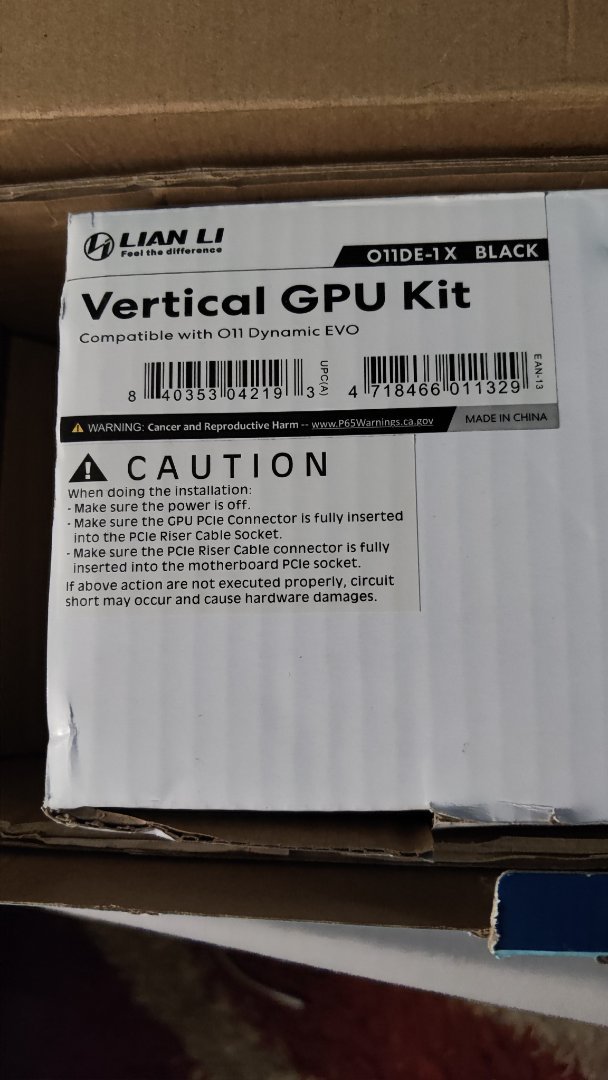 LIAN LI
Feel the difference
O11DE-1X BLACK
Vertical GPU Kit
Compatible with O11 Dynamic EVO
8 40353 04219 3
UPC(A)
4 718466 011329
EAN-13
WARNING: Cancer and Reproductive Harm -- www.P65Warnings.ca.gov
MADE IN CHINA
CAUTION
When doing the installation:
- Make sure the power is off.
- Make sure the GPU PCIe Connector is fully inserted
into the PCIe Riser Cable Socket.
- Make sure the PCIe Riser Cable connector is fully
inserted into the motherboard PCIe socket.
If above action are not executed properly, circuit
short may occur and cause hardware damages.